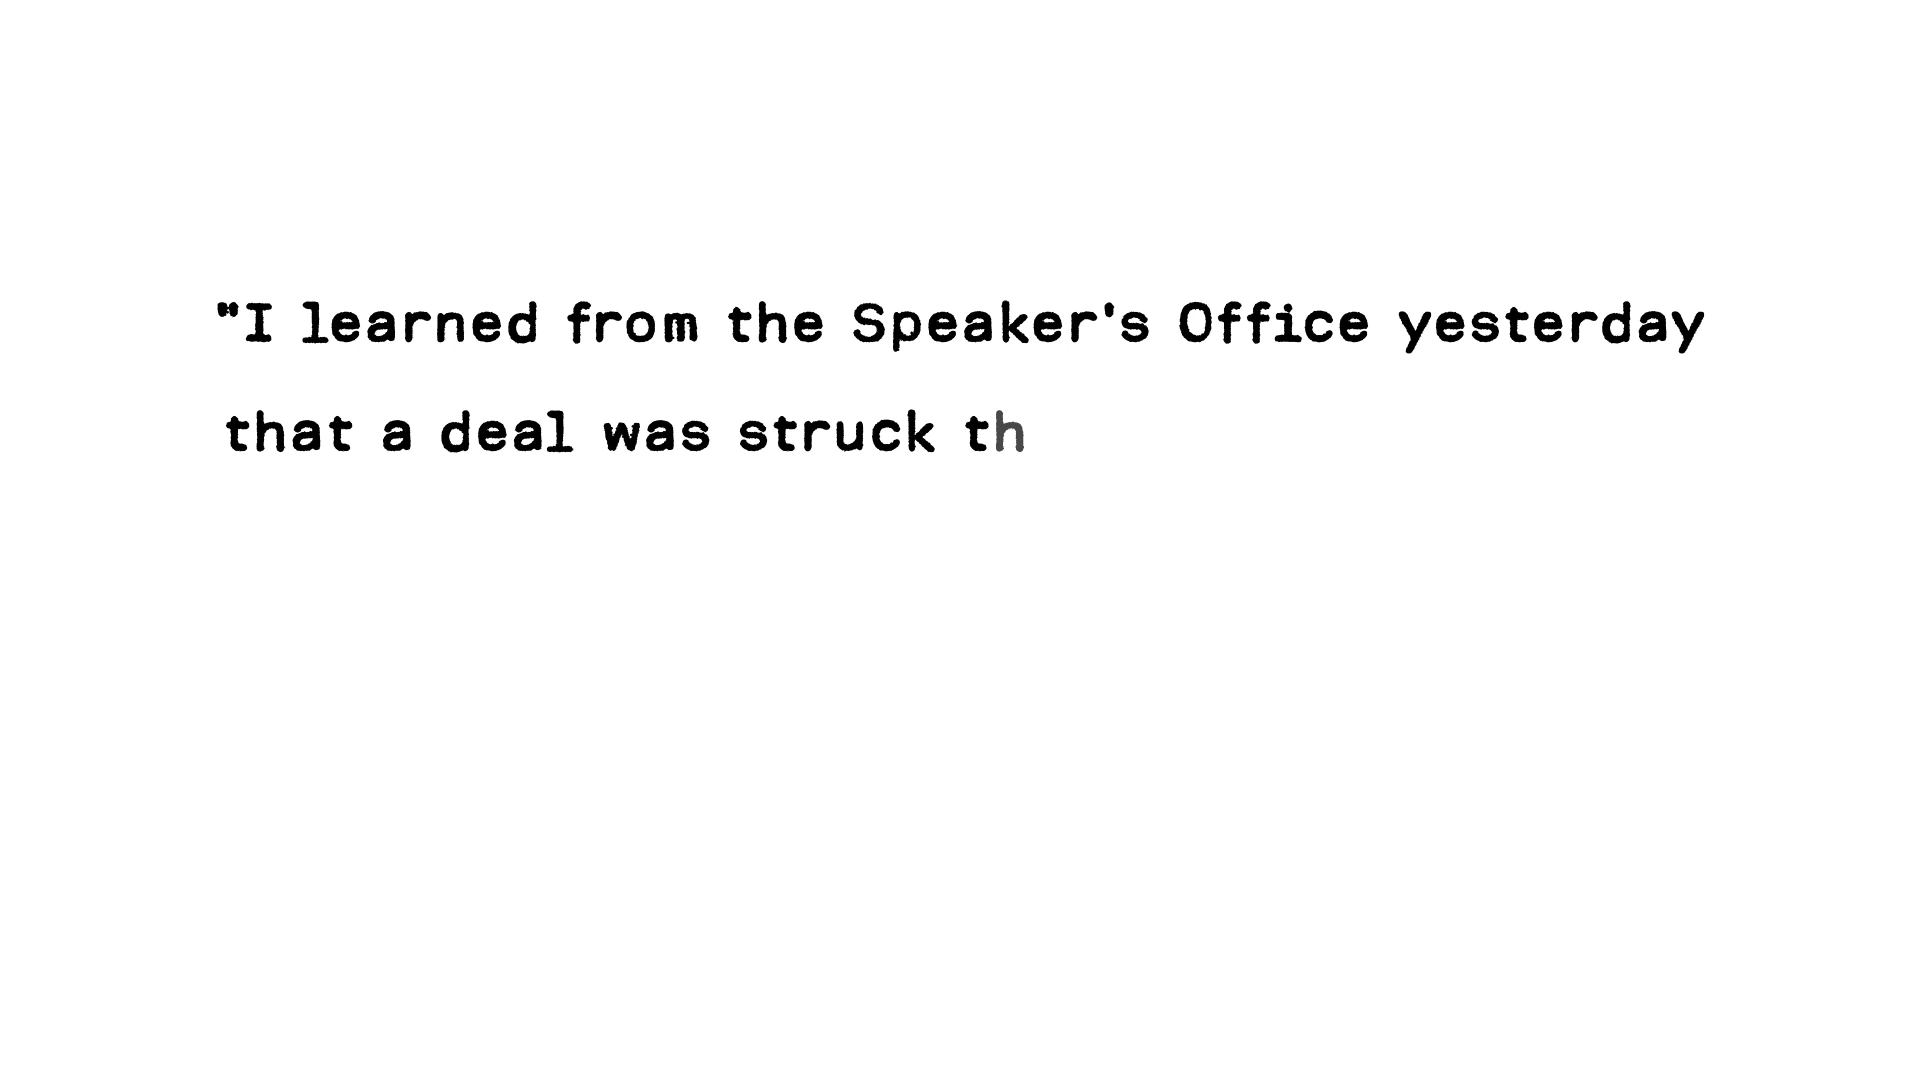 "I learned from the Speaker's Office yesterday
that a deal was struck th